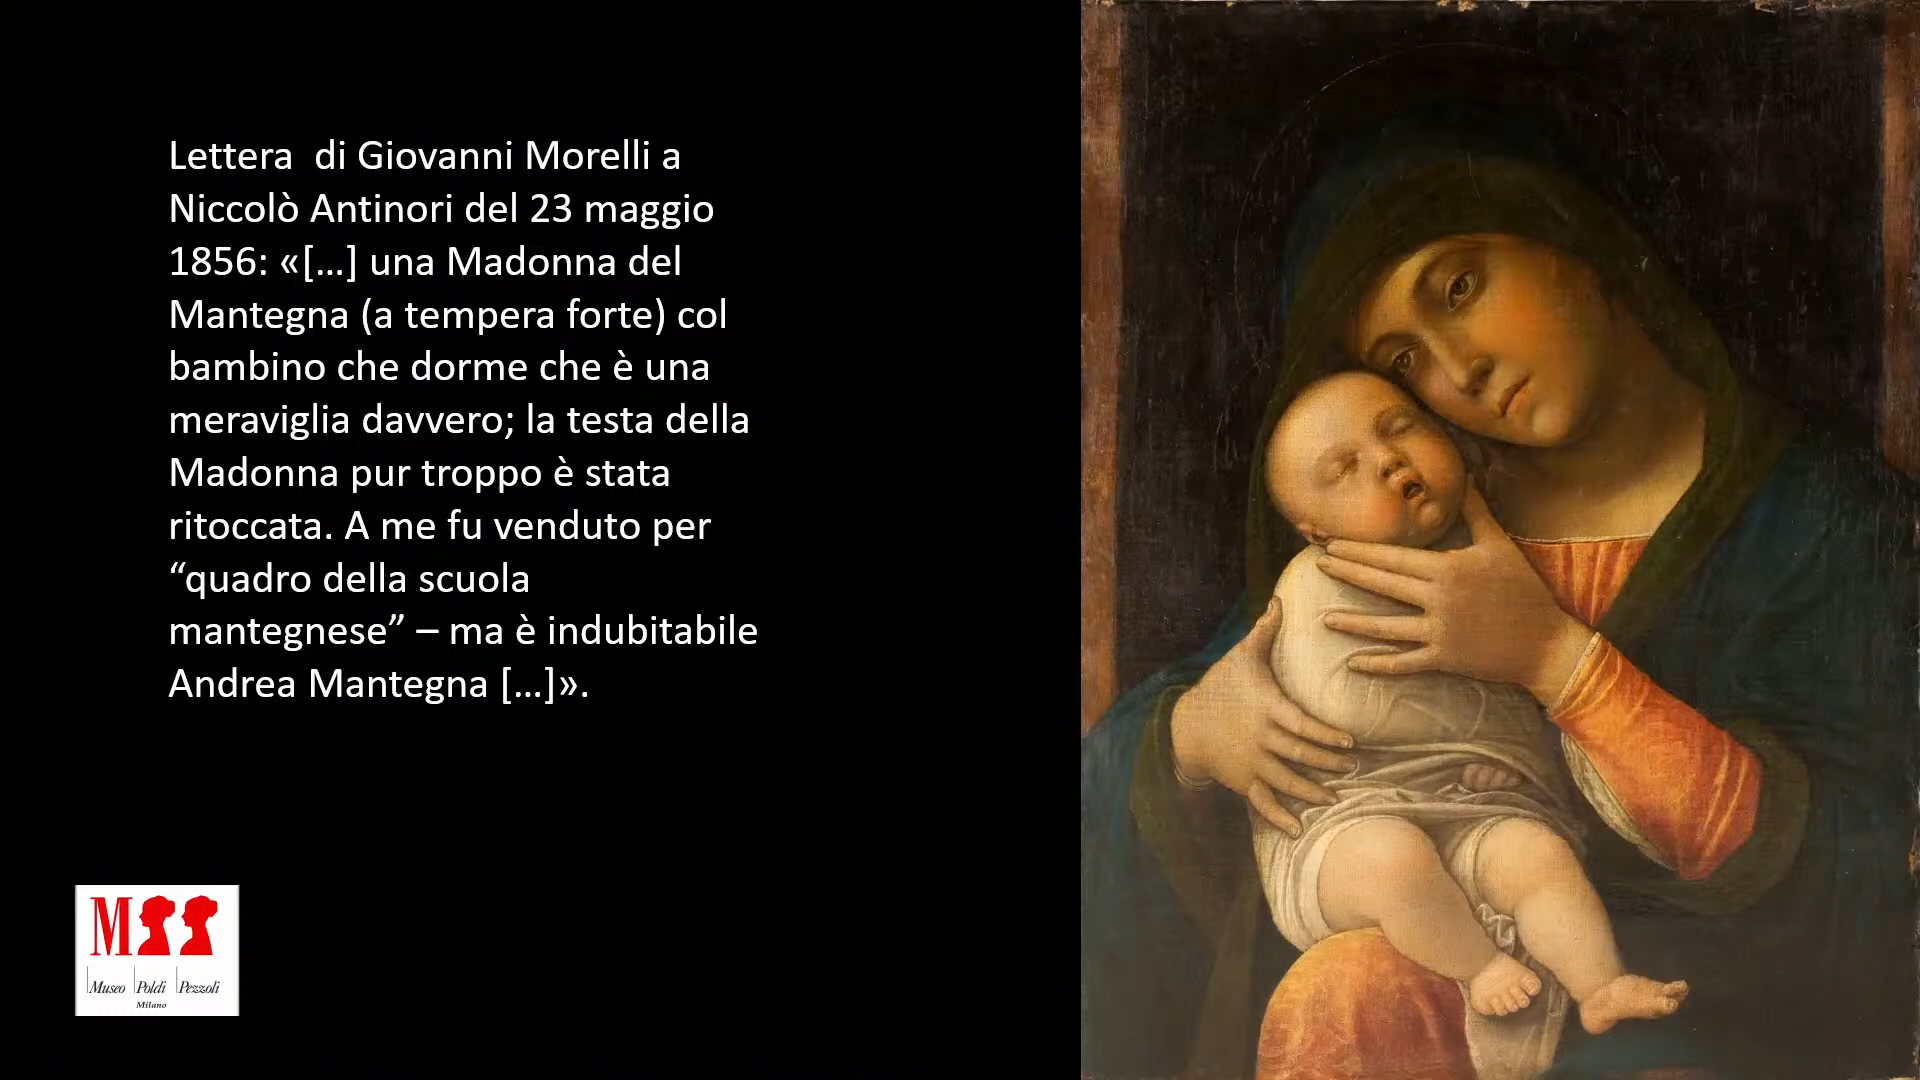 Lettera  di Giovanni Morelli a
Niccolò Antinori del 23 maggio
1856: «[…] una Madonna del
Mantegna (a tempera forte) col
bambino che dorme che è una
meraviglia davvero; la testa della
Madonna pur troppo è stata
ritoccata. A me fu venduto per
“quadro della scuola
mantegnese” – ma è indubitabile
Andrea Mantegna […]».
M
Museo Poldi Pezzoli
Milano